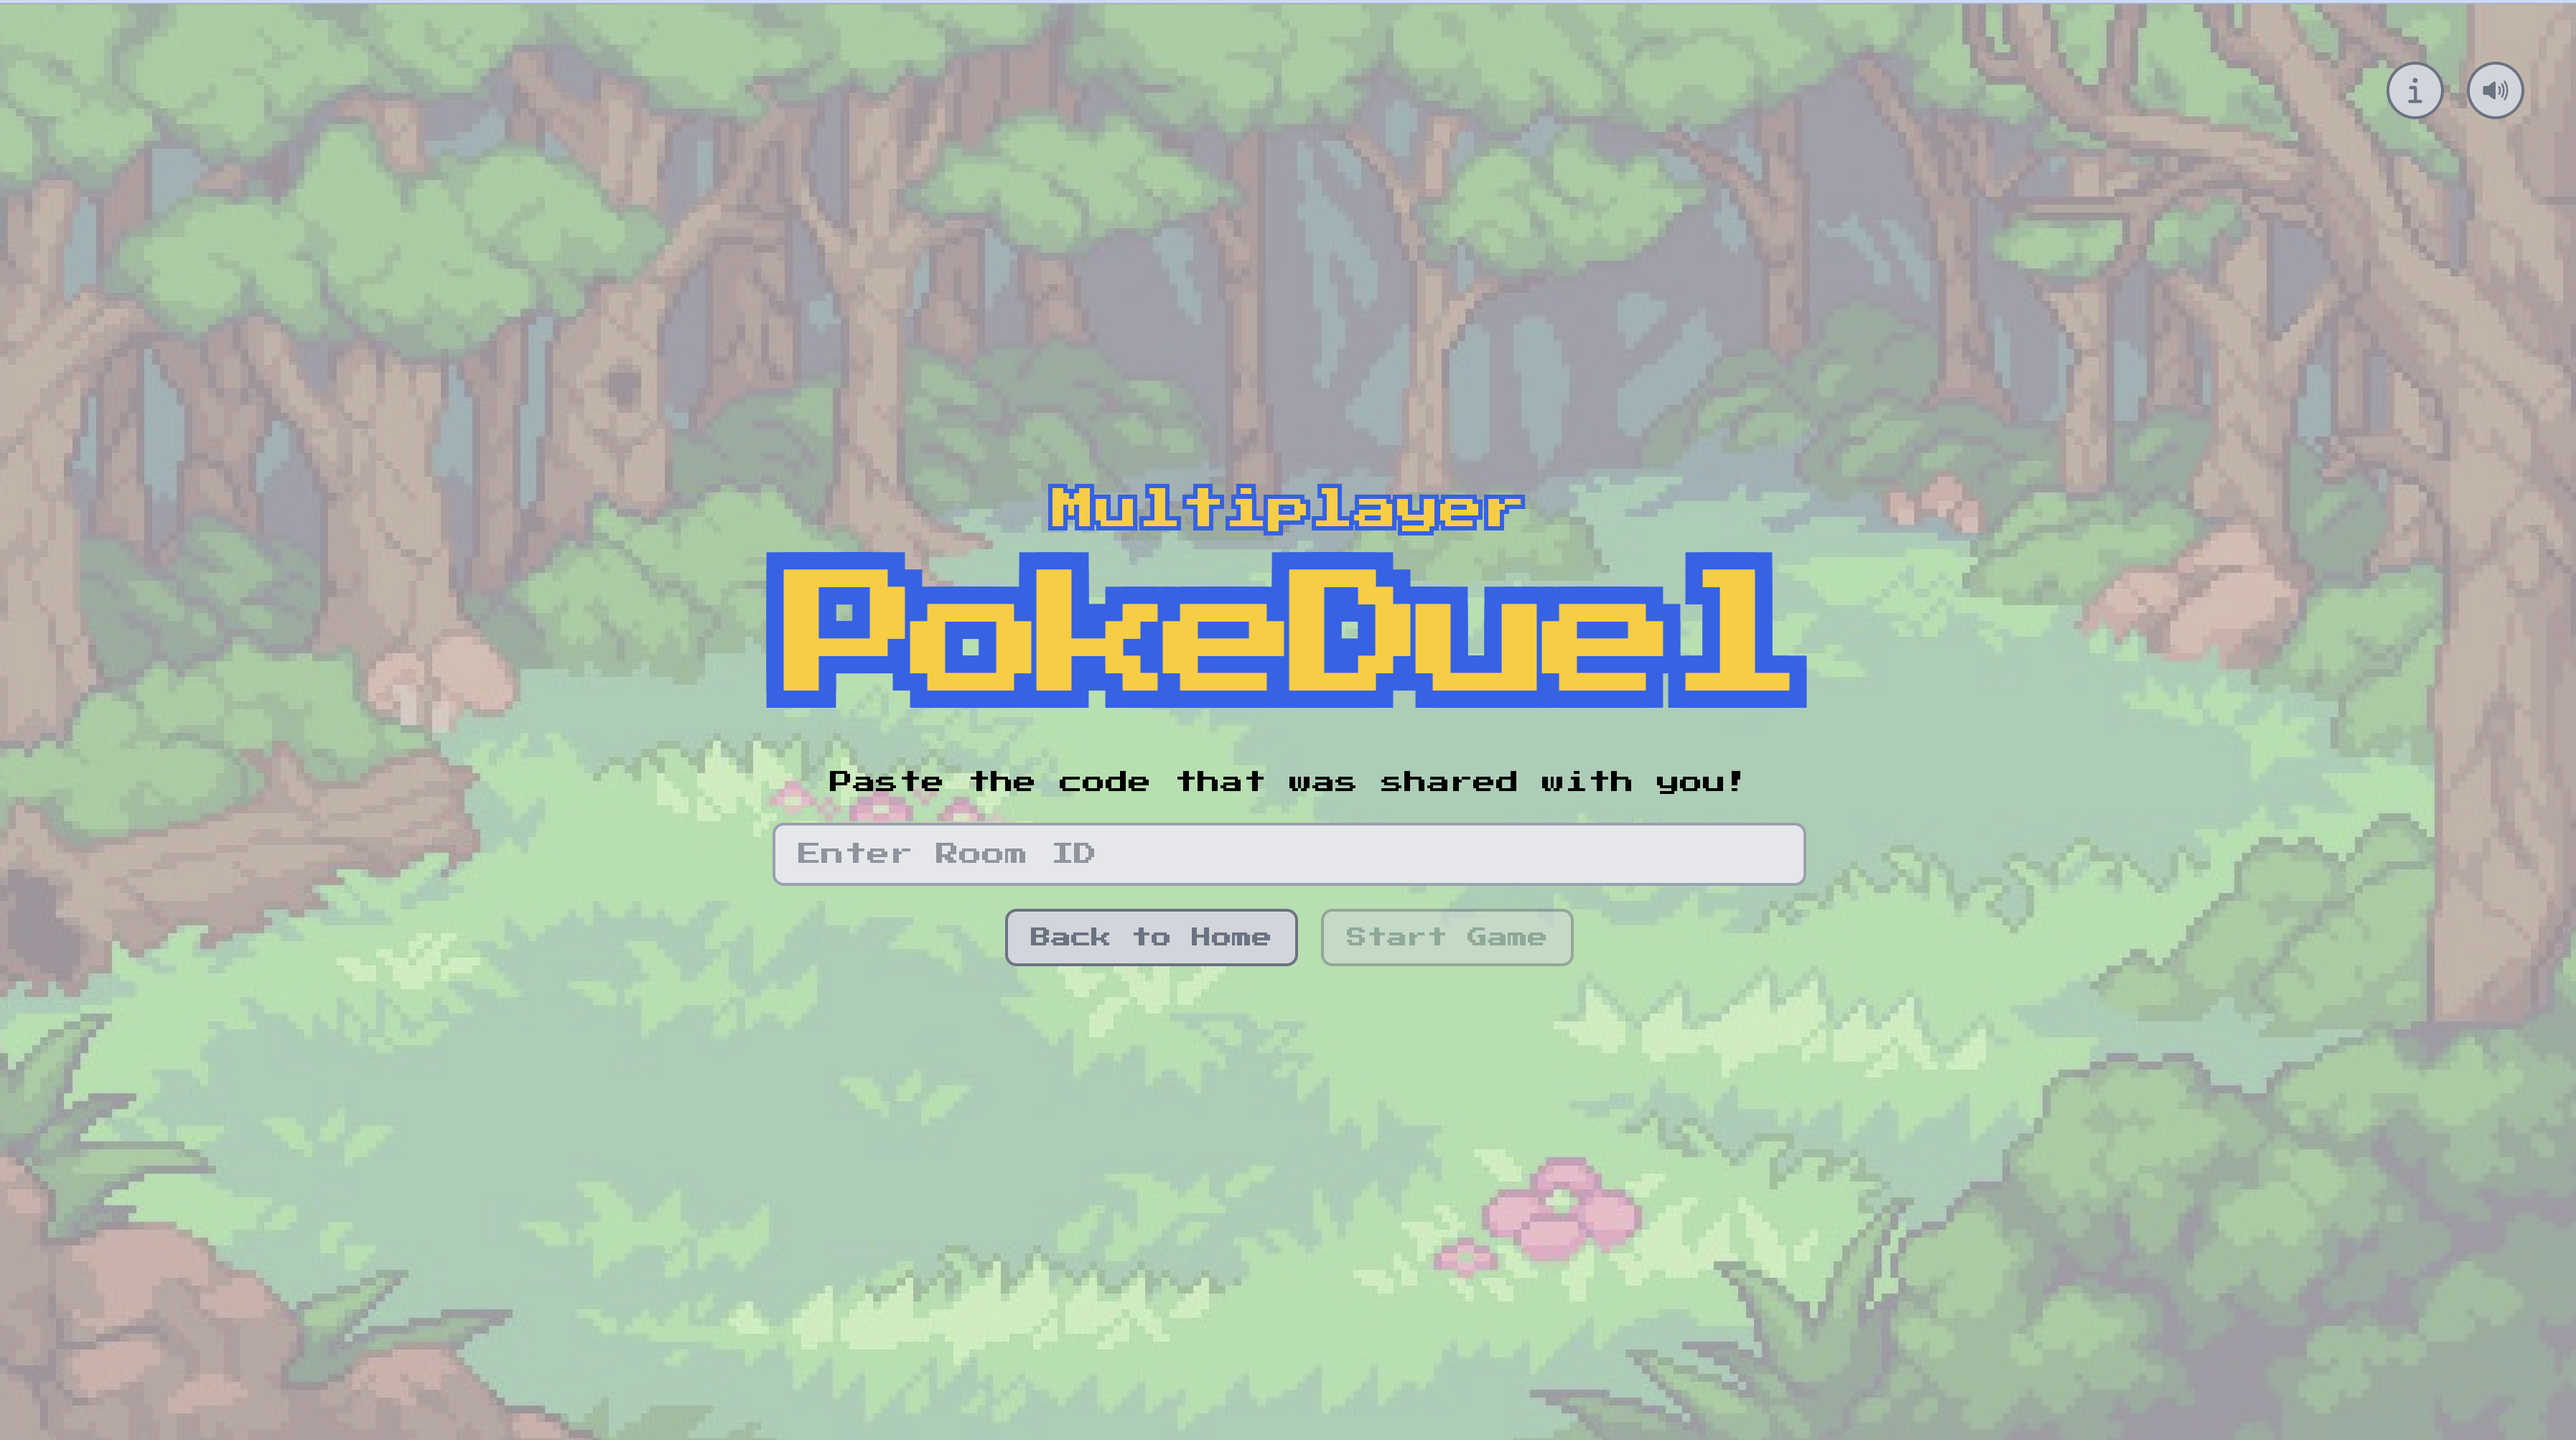 i
Multiplayer
PokeDuel
Paste the code that was shared with you!
Enter Room ID
Back to Home
Start Game